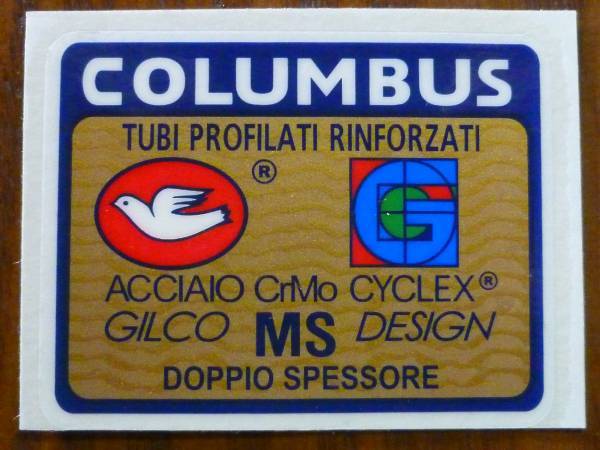 COLUMBUS
TUBI PROFILATI RINFORZATI
®
ACCIAIO CrMo CYCLEX®
GILCO MS DESIGN
DOPPIO SPESSORE